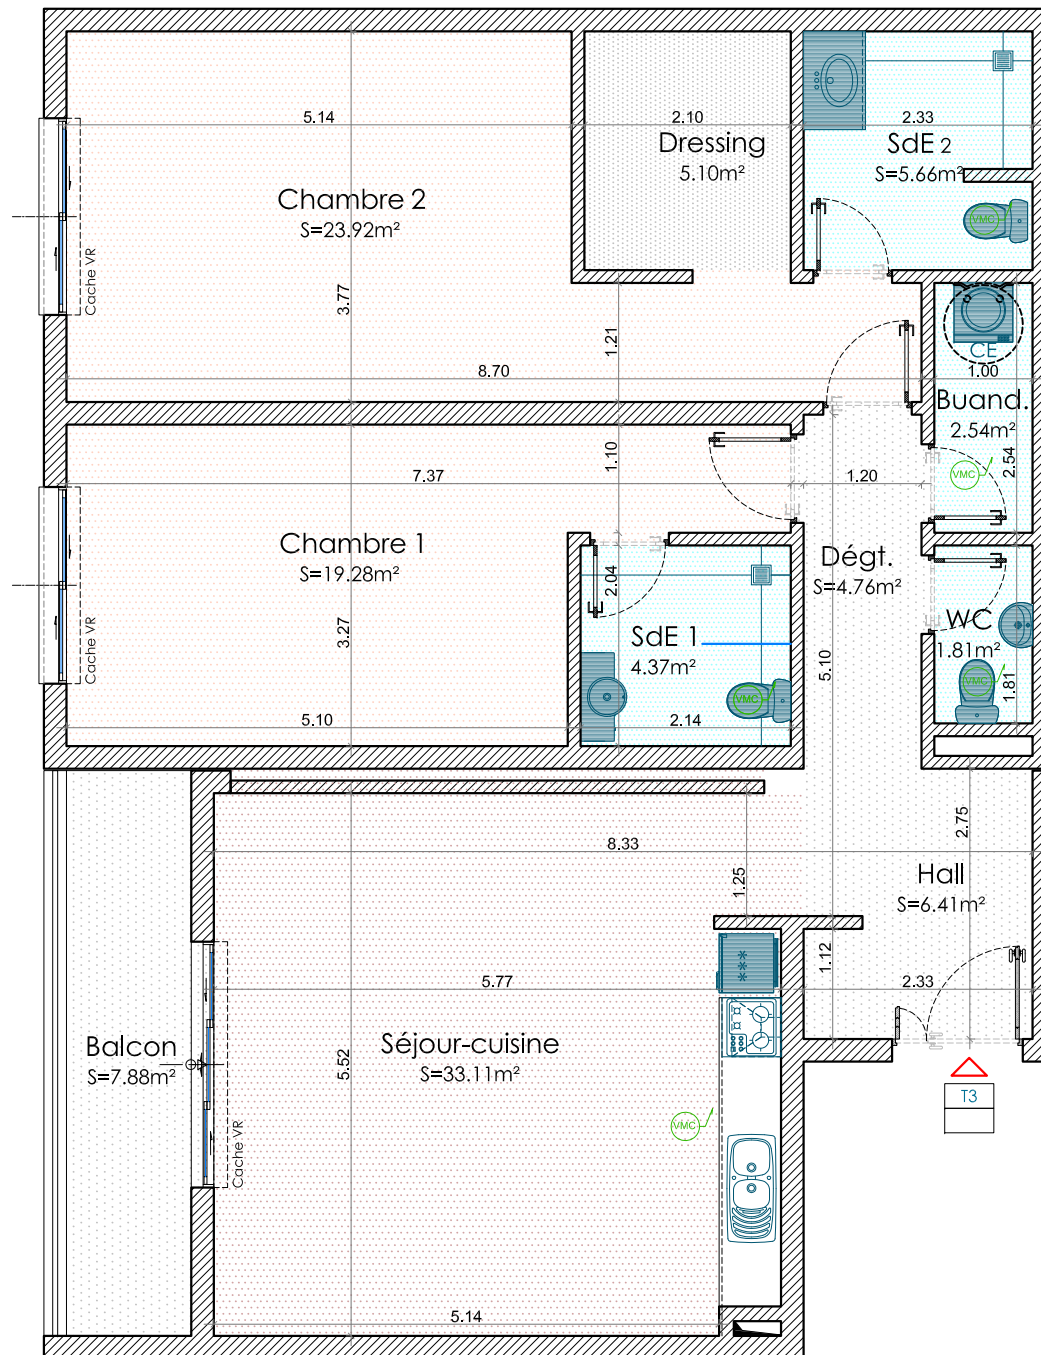 5.14
2.10
2.33
Dressing
5.10m²
SdE 2
S=5.66m²
Chambre 2
S=23.92m²
VMC
Cache VR
3.77
1.21
CE
8.70
1.00
Buand.
2.54m²
1.10
2.54
7.37
1.20
VMC
Chambre 1
S=19.28m²
Dégt.
S=4.76m²
2.04
Cache VR
3.27
SdE 1
4.37m²
WC
1.81m²
5.10
VMC
VMC
1.81
5.10
2.14
8.33
2.75
5.52
1.25
Hall
S=6.41m²
1.12
5.77
2.33
Balcon
S=7.88m²
Séjour-cuisine
S=33.11m²
T3
VMC
Cache VR
5.14